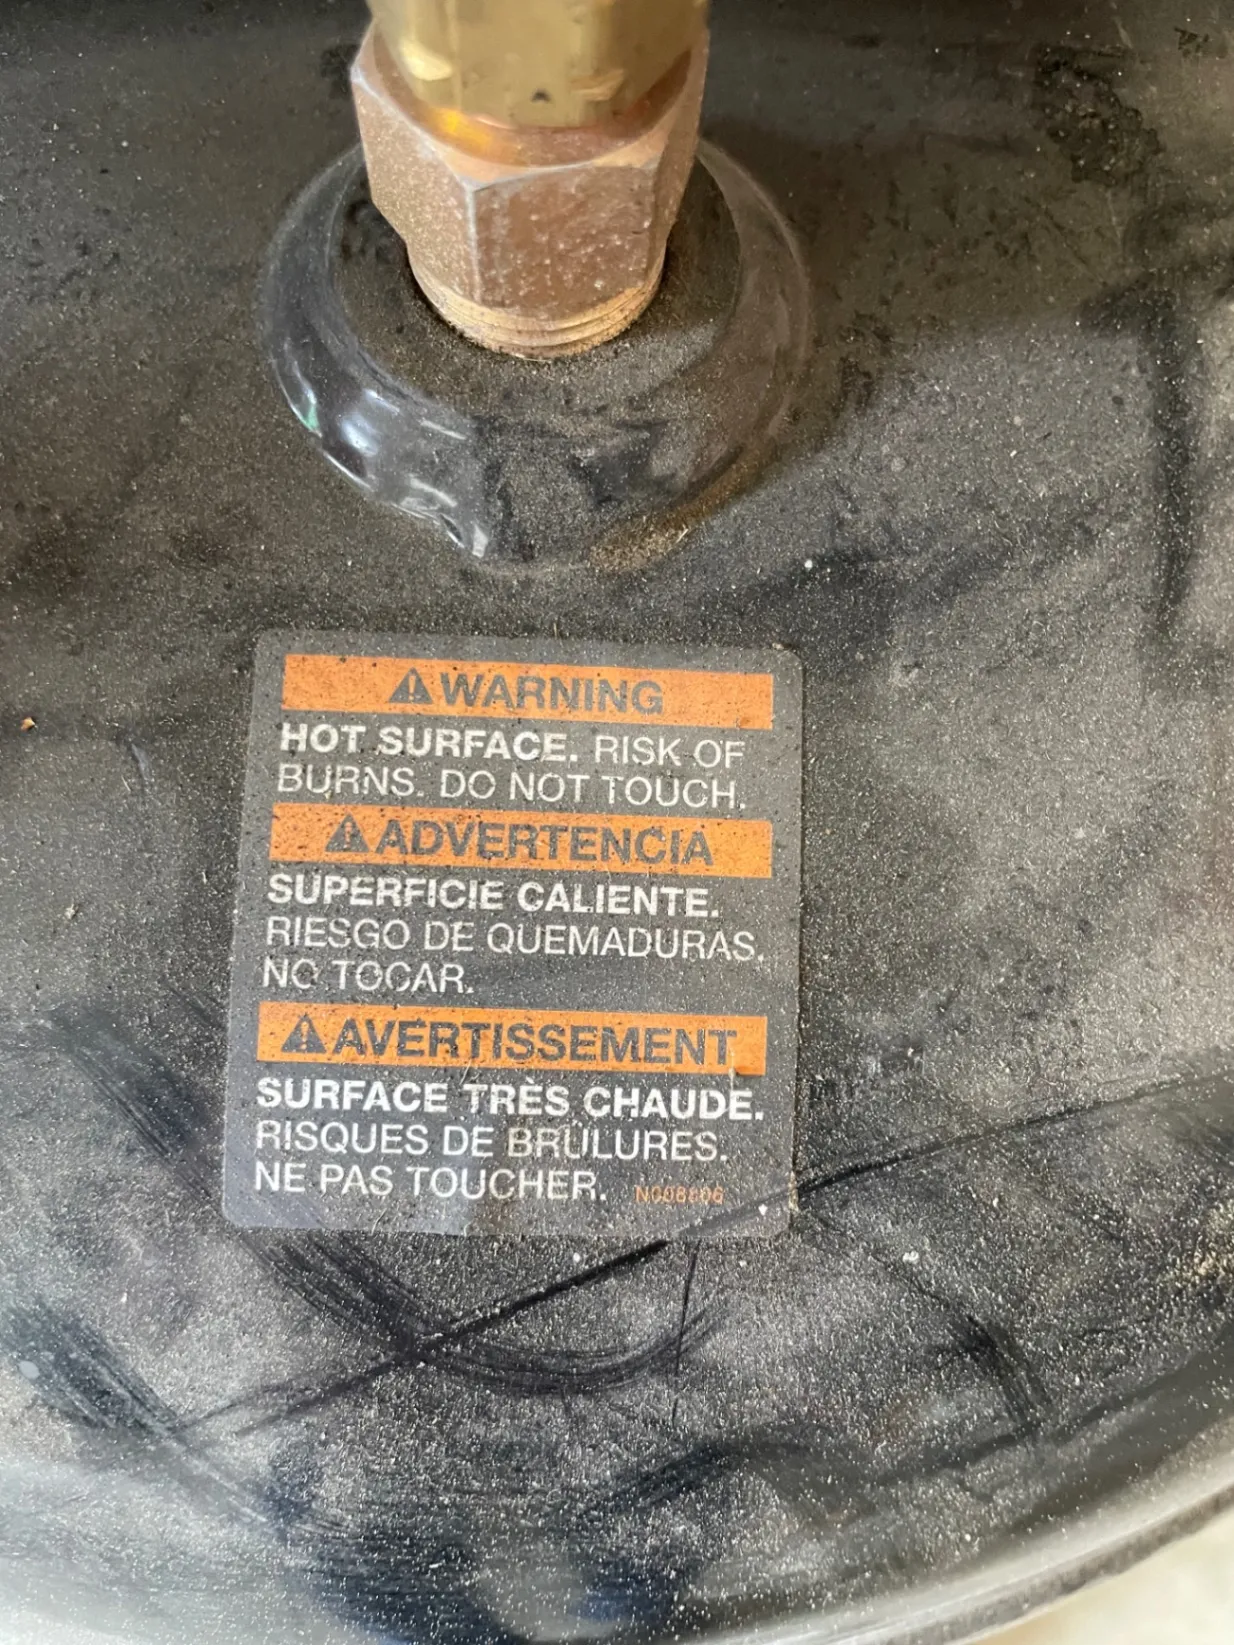 ⚠WARNING
HOT SURFACE. RISK OF
BURNS. DO NOT TOUCH.
⚠ADVERTENCIA
SUPERFICIE CALIENTE.
RIESGO DE QUEMADURAS.
NO TOCAR.
⚠AVERTISSEMENT
SURFACE TRÈS CHAUDE.
RISQUES DE BRÛLURES.
NE PAS TOUCHER.